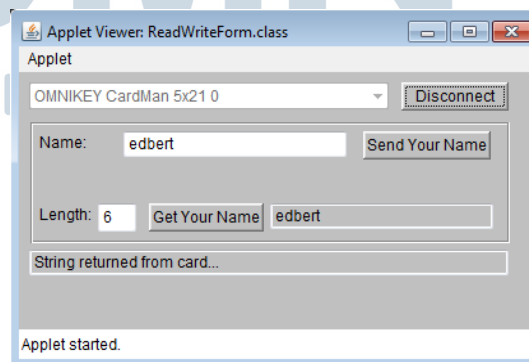 Applet Viewer: ReadWriteForm.class
Applet
OMNIKEY CardMan 5x21 0 Disconnect
Name: edbert Send Your Name
Length: 6 Get Your Name edbert
String returned from card...
Applet started.